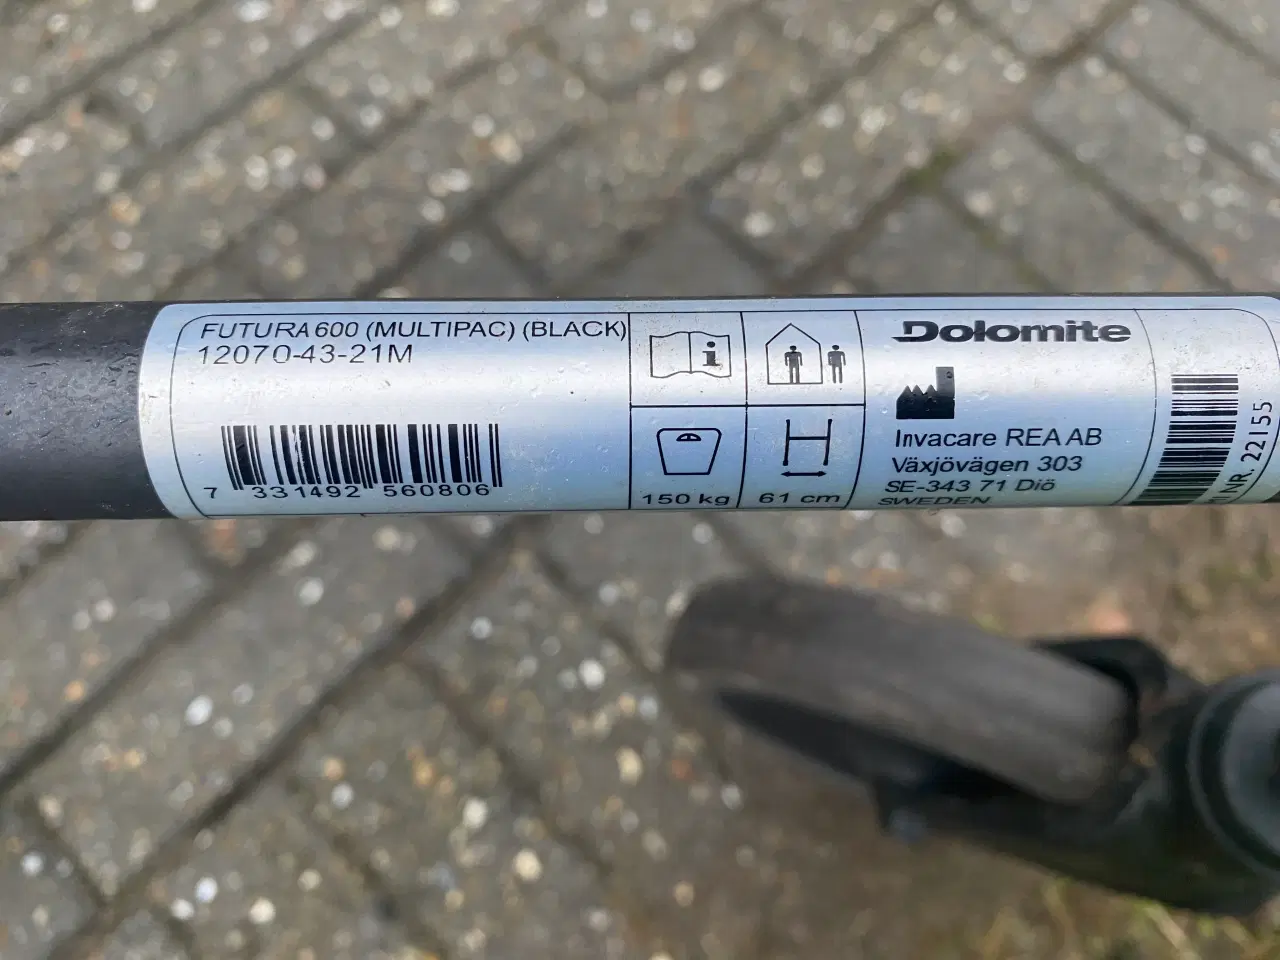 FUTURA 600 (MULTIPAC) (BLACK)
12070-43-21M
7 331492 560806
i
150 kg
61 cm
Dolomite
Invacare REA AB
Växjövägen 303
SE-343 71 Diö
SWEDEN
NR. 22155